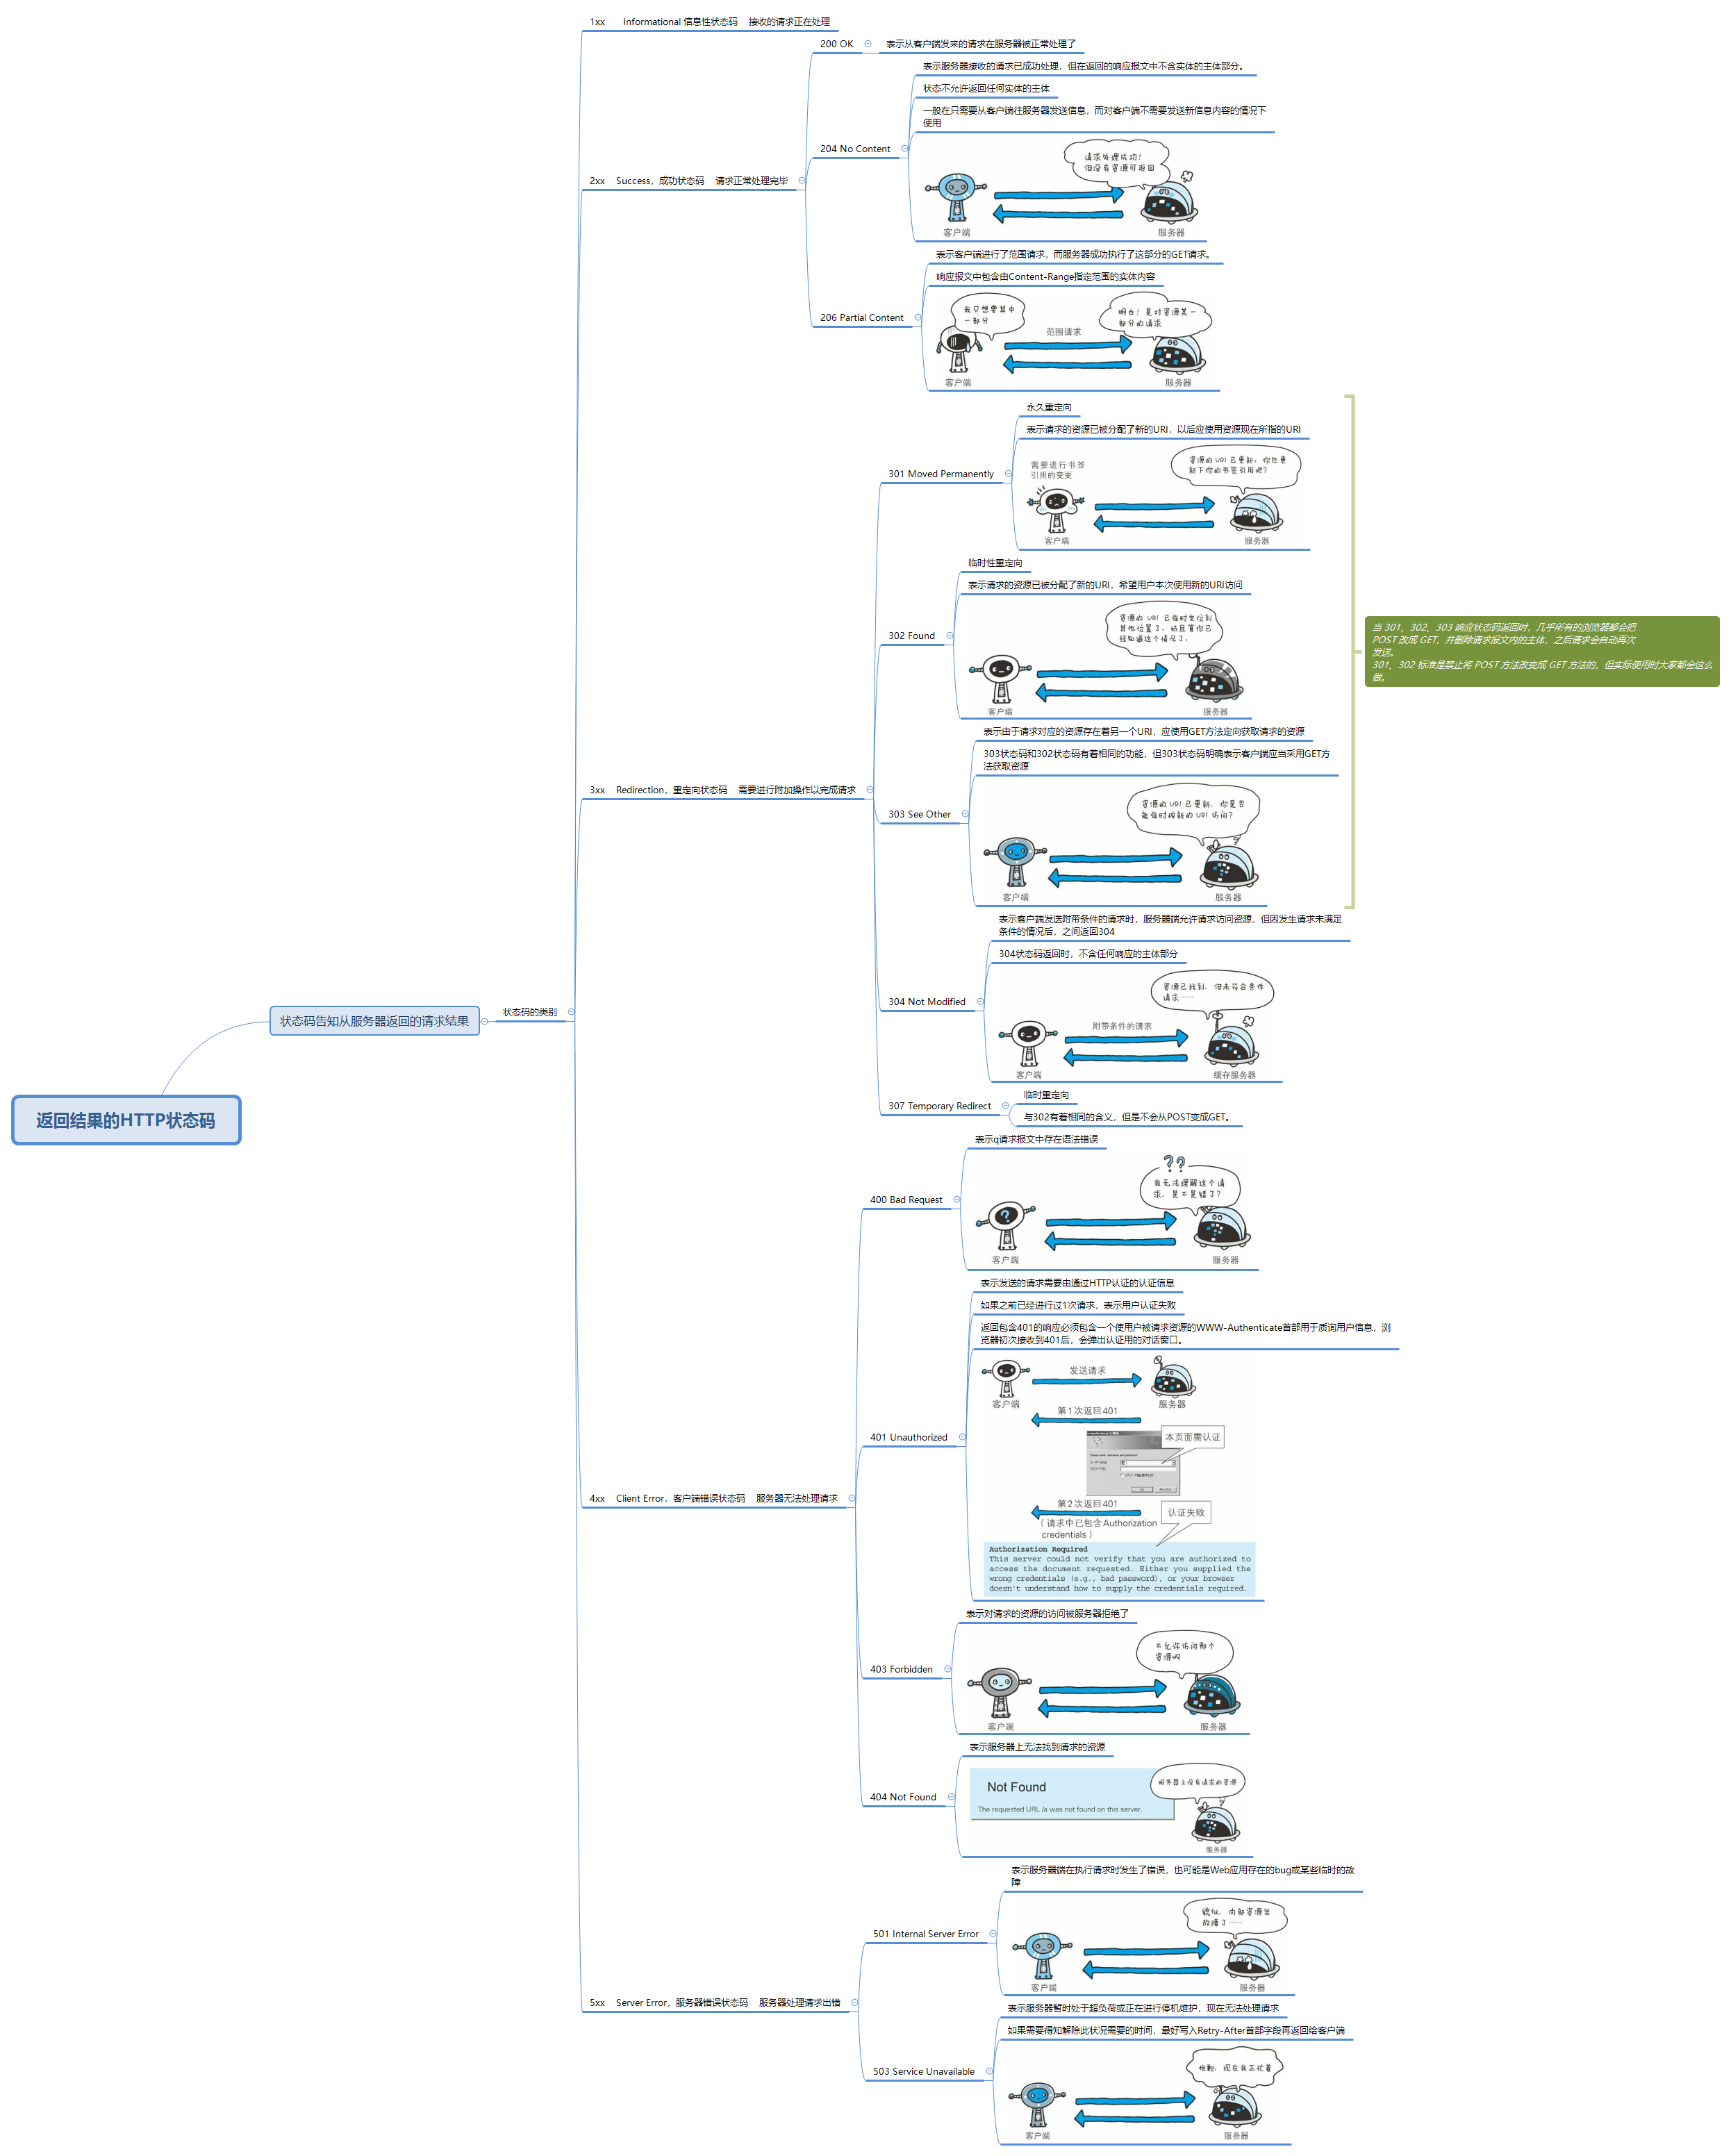 返回结果的HTTP状态码
状态码告知从服务器返回的请求结果
状态码的类别
1xx Informational 信息性状态码 接收的请求正在处理
2xx Success，成功状态码 请求正常处理完毕
200 OK
表示从客户端发来的请求在服务器被正常处理了
204 No Content
表示服务器接收的请求已成功处理，但在返回的响应报文中不含实体的主体部分。
状态不允许返回任何实体的主体
一般在只需要从客户端往服务器发送信息，而对客户端不需要发送新信息内容的情况下
使用
请求处理成功！
但没有资源可返回
客户端
服务器
206 Partial Content
表示客户端进行了范围请求，而服务器成功执行了这部分的GET请求。
响应报文中包含由Content-Range指定范围的实体内容
我只想要其中
一部分
明白！是对资源某一
部分的请求
范围请求
客户端
服务器
3xx Redirection，重定向状态码 需要进行附加操作以完成请求
301 Moved Permanently
永久重定向
表示请求的资源已被分配了新的URI，以后应使用资源现在所指的URI
需要进行书签
引用的变更
资源的 URI 已更新，你也更
新下你的书签引用吧？
客户端
服务器
302 Found
临时性重定向
表示请求的资源已被分配了新的URI，希望用户本次使用新的URI访问
资源的 URI 已临时定位到
其他位置了，姑且算你已
经知道这个情况了。
客户端
服务器
303 See Other
表示由于请求对应的资源存在着另一个URI，应使用GET方法定向获取请求的资源
303状态码和302状态码有着相同的功能，但303状态码明确表示客户端应当采用GET方
法获取资源
资源的 URI 已更新，你是否
能临时按新的 URI 访问？
客户端
服务器
当 301、302、303 响应状态码返回时，几乎所有的浏览器都会把
POST 改成 GET，并删除请求报文内的主体，之后请求会自动再次
发送。
301、302 标准是禁止将 POST 方法改变成 GET 方法的，但实际使用时大家都会这么
做。
304 Not Modified
表示客户端发送附带条件的请求时，服务器端允许请求访问资源，但因发生请求未满足
条件的情况后，之间返回304
304状态码返回时，不含任何响应的主体部分
资源已找到，但未符合条件
请求……
附带条件的请求
客户端
缓存服务器
307 Temporary Redirect
临时重定向
与302有着相同的含义，但是不会从POST变成GET。
4xx Client Error，客户端错误状态码 服务器无法处理请求
400 Bad Request
表示q请求报文中存在语法错误
??
我无法理解这个请
求，是不是错了？
?
客户端
服务器
401 Unauthorized
表示发送的请求需要由通过HTTP认证的认证信息
如果之前已经进行过1次请求，表示用户认证失败
返回包含401的响应必须包含一个使用户被请求资源的WWW-Authenticate首部用于质询用户信息，浏
览器初次接收到401后，会弹出认证用的对话窗口。
发送请求
客户端
服务器
第1次返回401
本页面需认证
第2次返回401
（请求中已包含Authorization
credentials）
认证失败
Authorization Required
This server could not verify that you are authorized to
access the document requested. Either you supplied the
wrong credentials (e.g., bad password), or your browser
doesn't understand how to supply the credentials required.
403 Forbidden
表示对请求的资源的访问被服务器拒绝了
不允许访问那个
资源哟
客户端
服务器
404 Not Found
表示服务器上无法找到请求的资源
Not Found
The requested URL /a was not found on this server.
服务器上没有请求的资源
服务器
5xx Server Error，服务器错误状态码 服务器处理请求出错
501 Internal Server Error
表示服务器端在执行请求时发生了错误，也可能是Web应用存在的bug或某些临时的故
障
貌似，内部资源出
故障了……
客户端
服务器
503 Service Unavailable
表示服务器暂时处于超负荷或正在进行停机维护，现在无法处理请求
如果需要得知解除此状况需要的时间，最好写入Retry-After首部字段再返回给客户端
抱歉，现在我正忙着
客户端
服务器